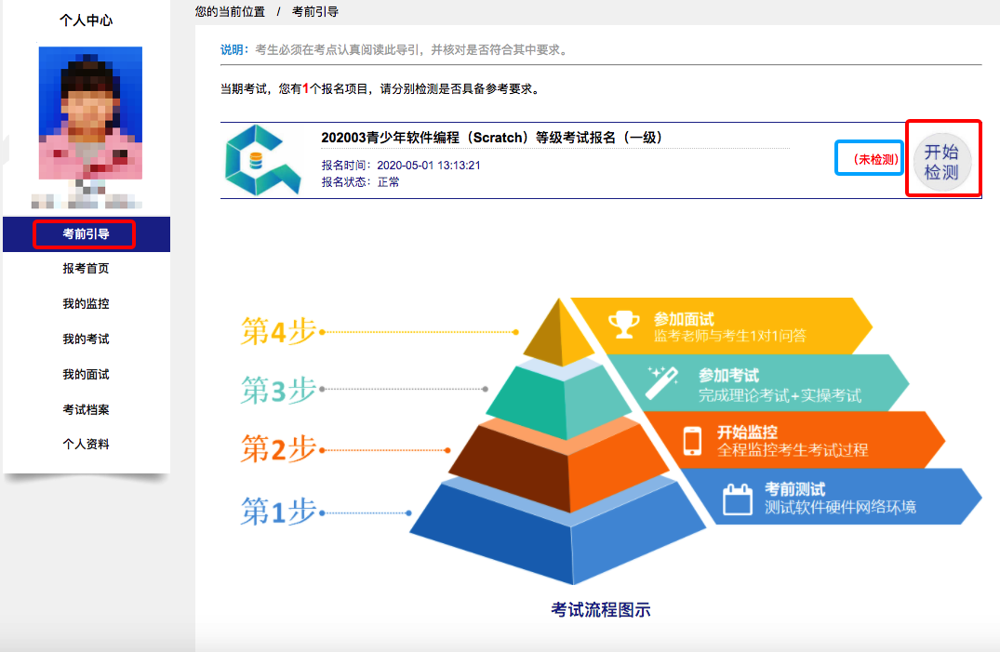 个人中心
考前引导
报考首页
我的监控
我的考试
我的面试
考试档案
个人资料
您的当前位置 / 考前引导
说明：考生必须在考点认真阅读此导引，并核对是否符合其中要求。
当期考试，您有1个报名项目，请分别检测是否具备参考要求。
202003青少年软件编程（Scratch）等级考试报名（一级）
报名时间：2020-05-01 13:13:21
报名状态：正常
（未检测）
开始
检测
第4步
参加面试
监考老师与考生1对1问答
第3步
参加考试
完成理论考试+实操考试
第2步
开始监控
全程监控考生考试过程
第1步
考前测试
测试软件硬件网络环境
考试流程图示